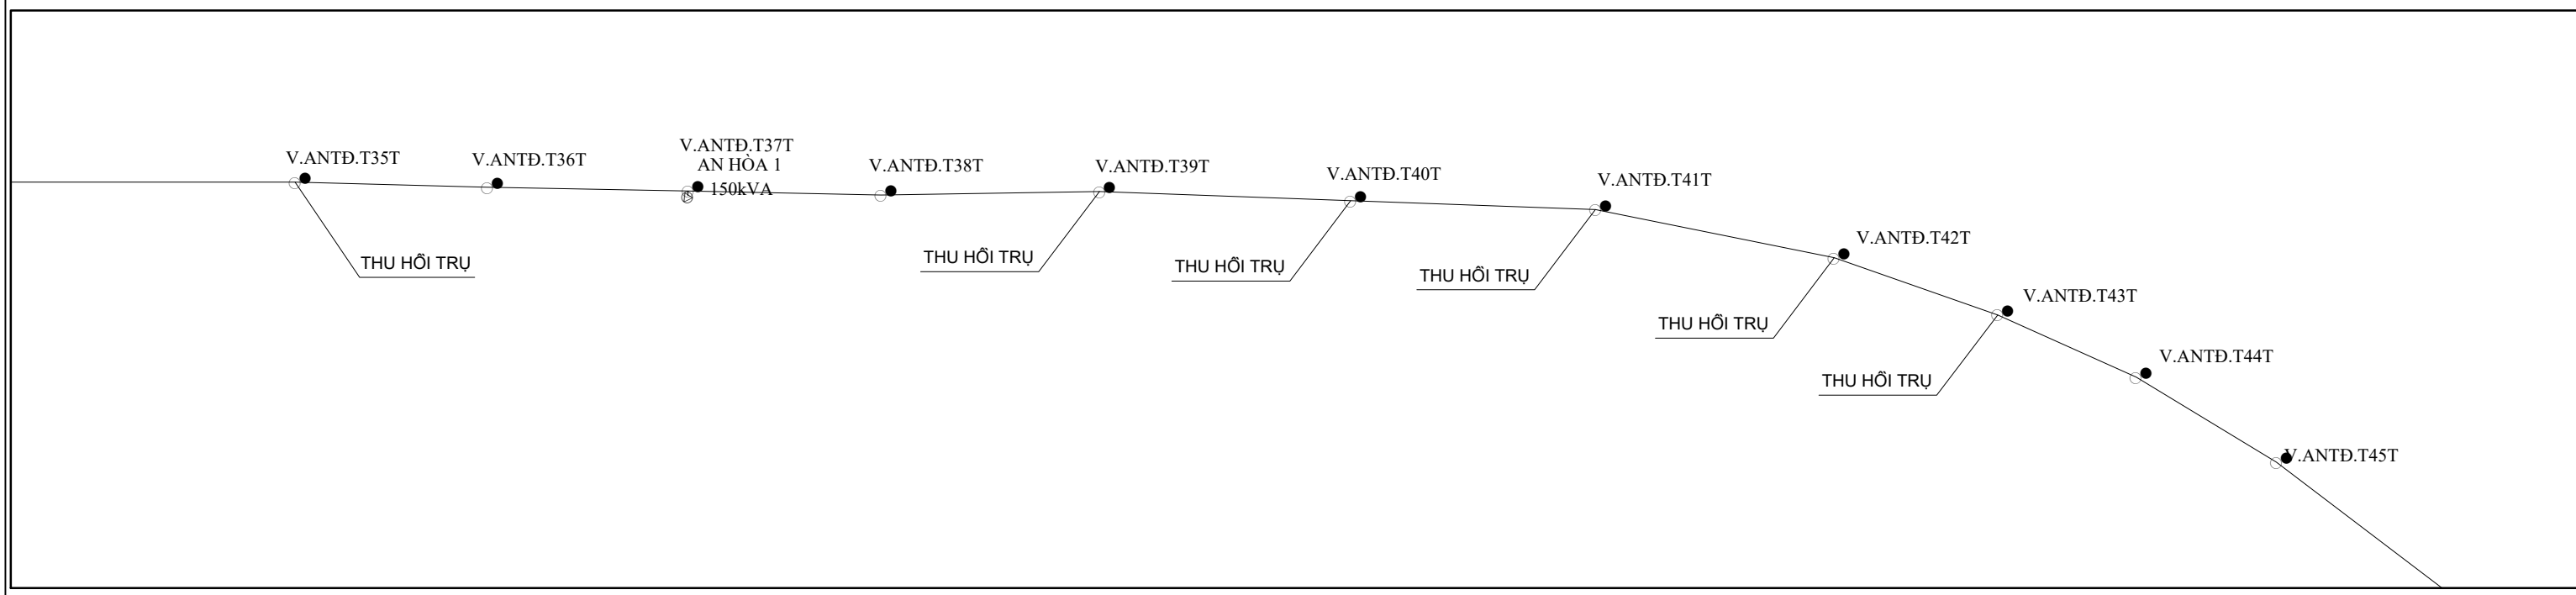 V.ANTĐ.T35T
V.ANTĐ.T36T
V.ANTĐ.T37T
AN HÒA 1
150kVA
V.ANTĐ.T38T
V.ANTĐ.T39T
V.ANTĐ.T40T
V.ANTĐ.T41T
V.ANTĐ.T42T
V.ANTĐ.T43T
V.ANTĐ.T44T
V.ANTĐ.T45T
THU HỒI TRỤ
THU HỒI TRỤ
THU HỒI TRỤ
THU HỒI TRỤ
THU HỒI TRỤ
THU HỒI TRỤ